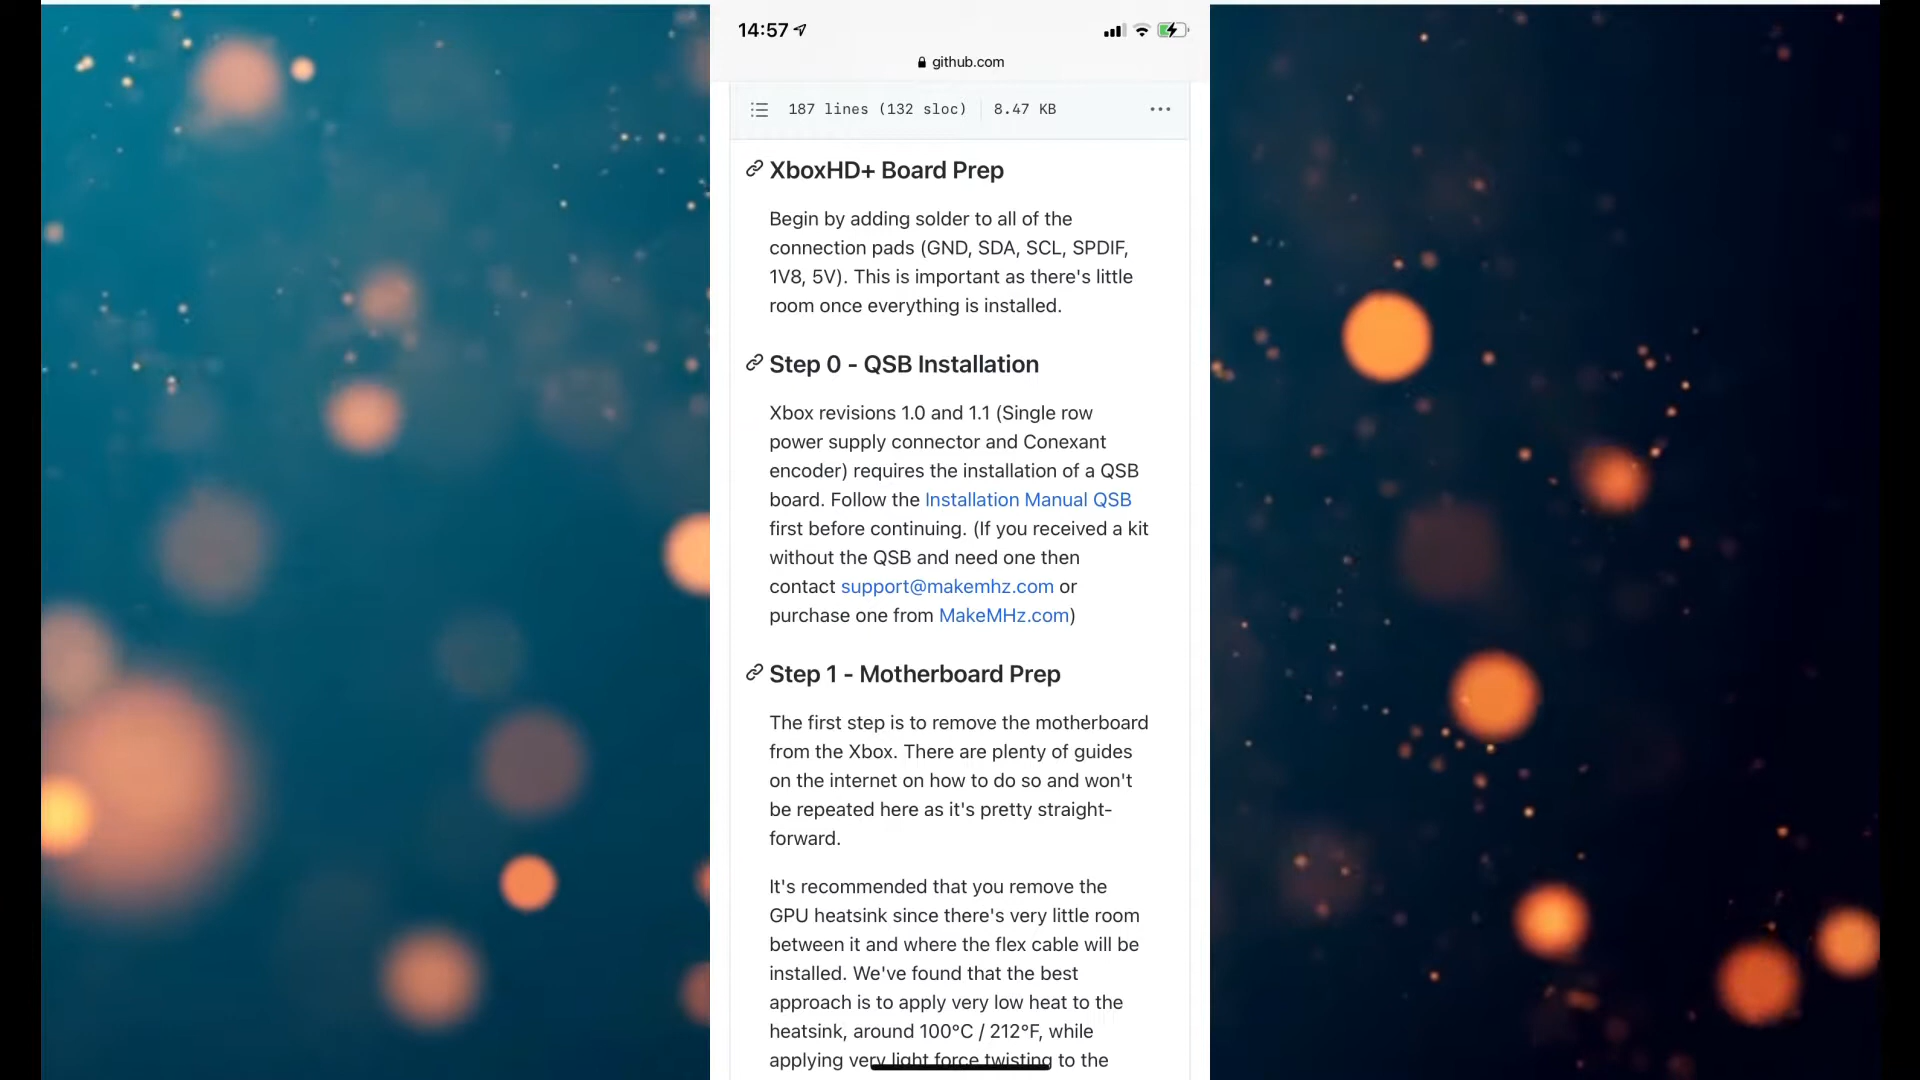 14:57
github.com
187 lines (132 sloc) 8.47 KB
XboxHD+ Board Prep
Begin by adding solder to all of the
connection pads (GND, SDA, SCL, SPDIF,
1V8, 5V). This is important as there's little
room once everything is installed.
Step 0 - QSB Installation
Xbox revisions 1.0 and 1.1 (Single row
power supply connector and Conexant
encoder) requires the installation of a QSB
board. Follow the Installation Manual QSB
first before continuing. (If you received a kit
without the QSB and need one then
contact support@makemhz.com or
purchase one from MakeMHz.com)
Step 1 - Motherboard Prep
The first step is to remove the motherboard
from the Xbox. There are plenty of guides
on the internet on how to do so and won't
be repeated here as it's pretty straight-
forward.
It's recommended that you remove the
GPU heatsink since there's very little room
between it and where the flex cable will be
installed. We've found that the best
approach is to apply very low heat to the
heatsink, around 100°C / 212°F, while
applying very light force twisting to the